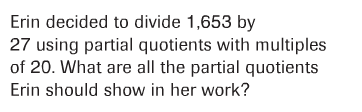 Erin decided to divide 1,653 by
27 using partial quotients with multiples
of 20. What are all the partial quotients
Erin should show in her work?